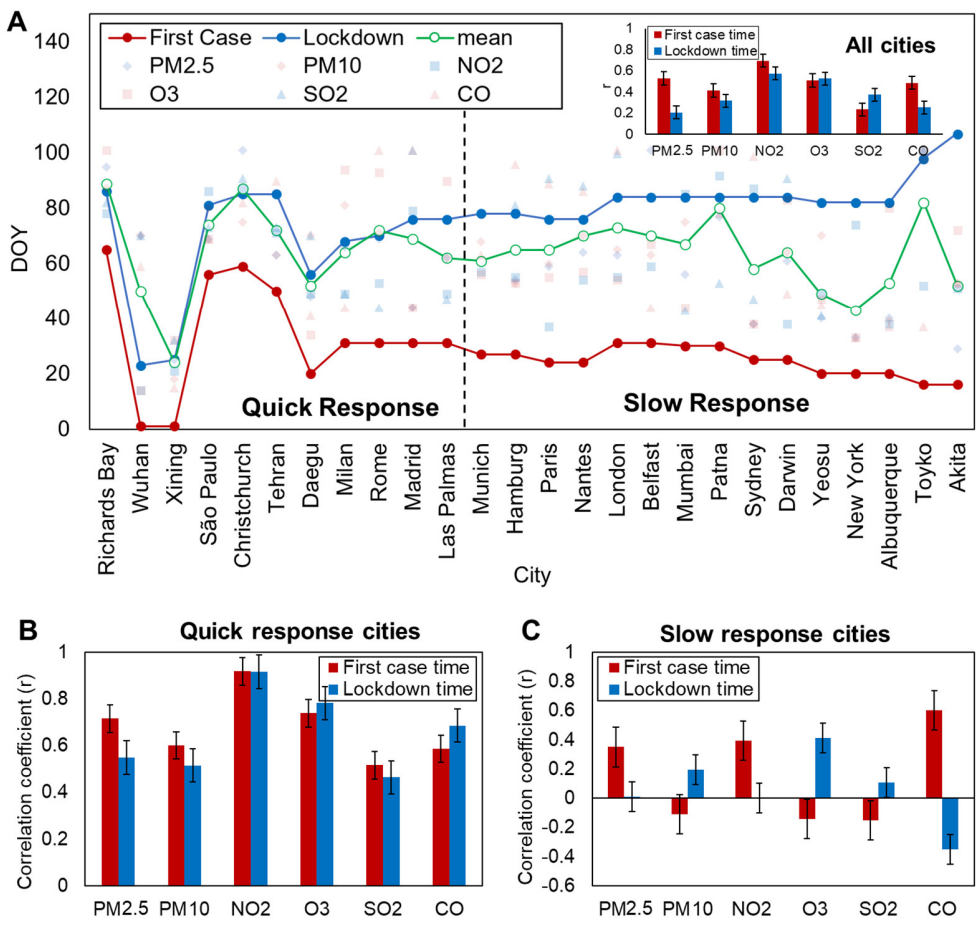 A
140
120
100
80
60
40
20
0
DOY
First Case Lockdown mean
PM2.5 PM10 NO2
O3 SO2 CO
All cities
First case time
Lockdown time
1
0.8
0.6
0.4
0.2
0
r
PM2.5 PM10 NO2 O3 SO2 CO
Quick Response Slow Response
Richards Bay
Wuhan
Xining
São Paulo
Christchurch
Tehran
Daegu
Milan
Rome
Madrid
Las Palmas
Munich
Hamburg
Paris
Nantes
London
Belfast
Mumbai
Patna
Sydney
Darwin
Yeosu
New York
Albuquerque
Toyko
Akita
City
B
Quick response cities
First case time
Lockdown time
Correlation coefficient (r)
1
0.8
0.6
0.4
0.2
0
PM2.5 PM10 NO2 O3 SO2 CO
C
Slow response cities
First case time
Lockdown time
Correlation coefficient (r)
1
0.8
0.6
0.4
0.2
0
-0.2
-0.4
-0.6
PM2.5 PM10 NO2 O3 SO2 CO